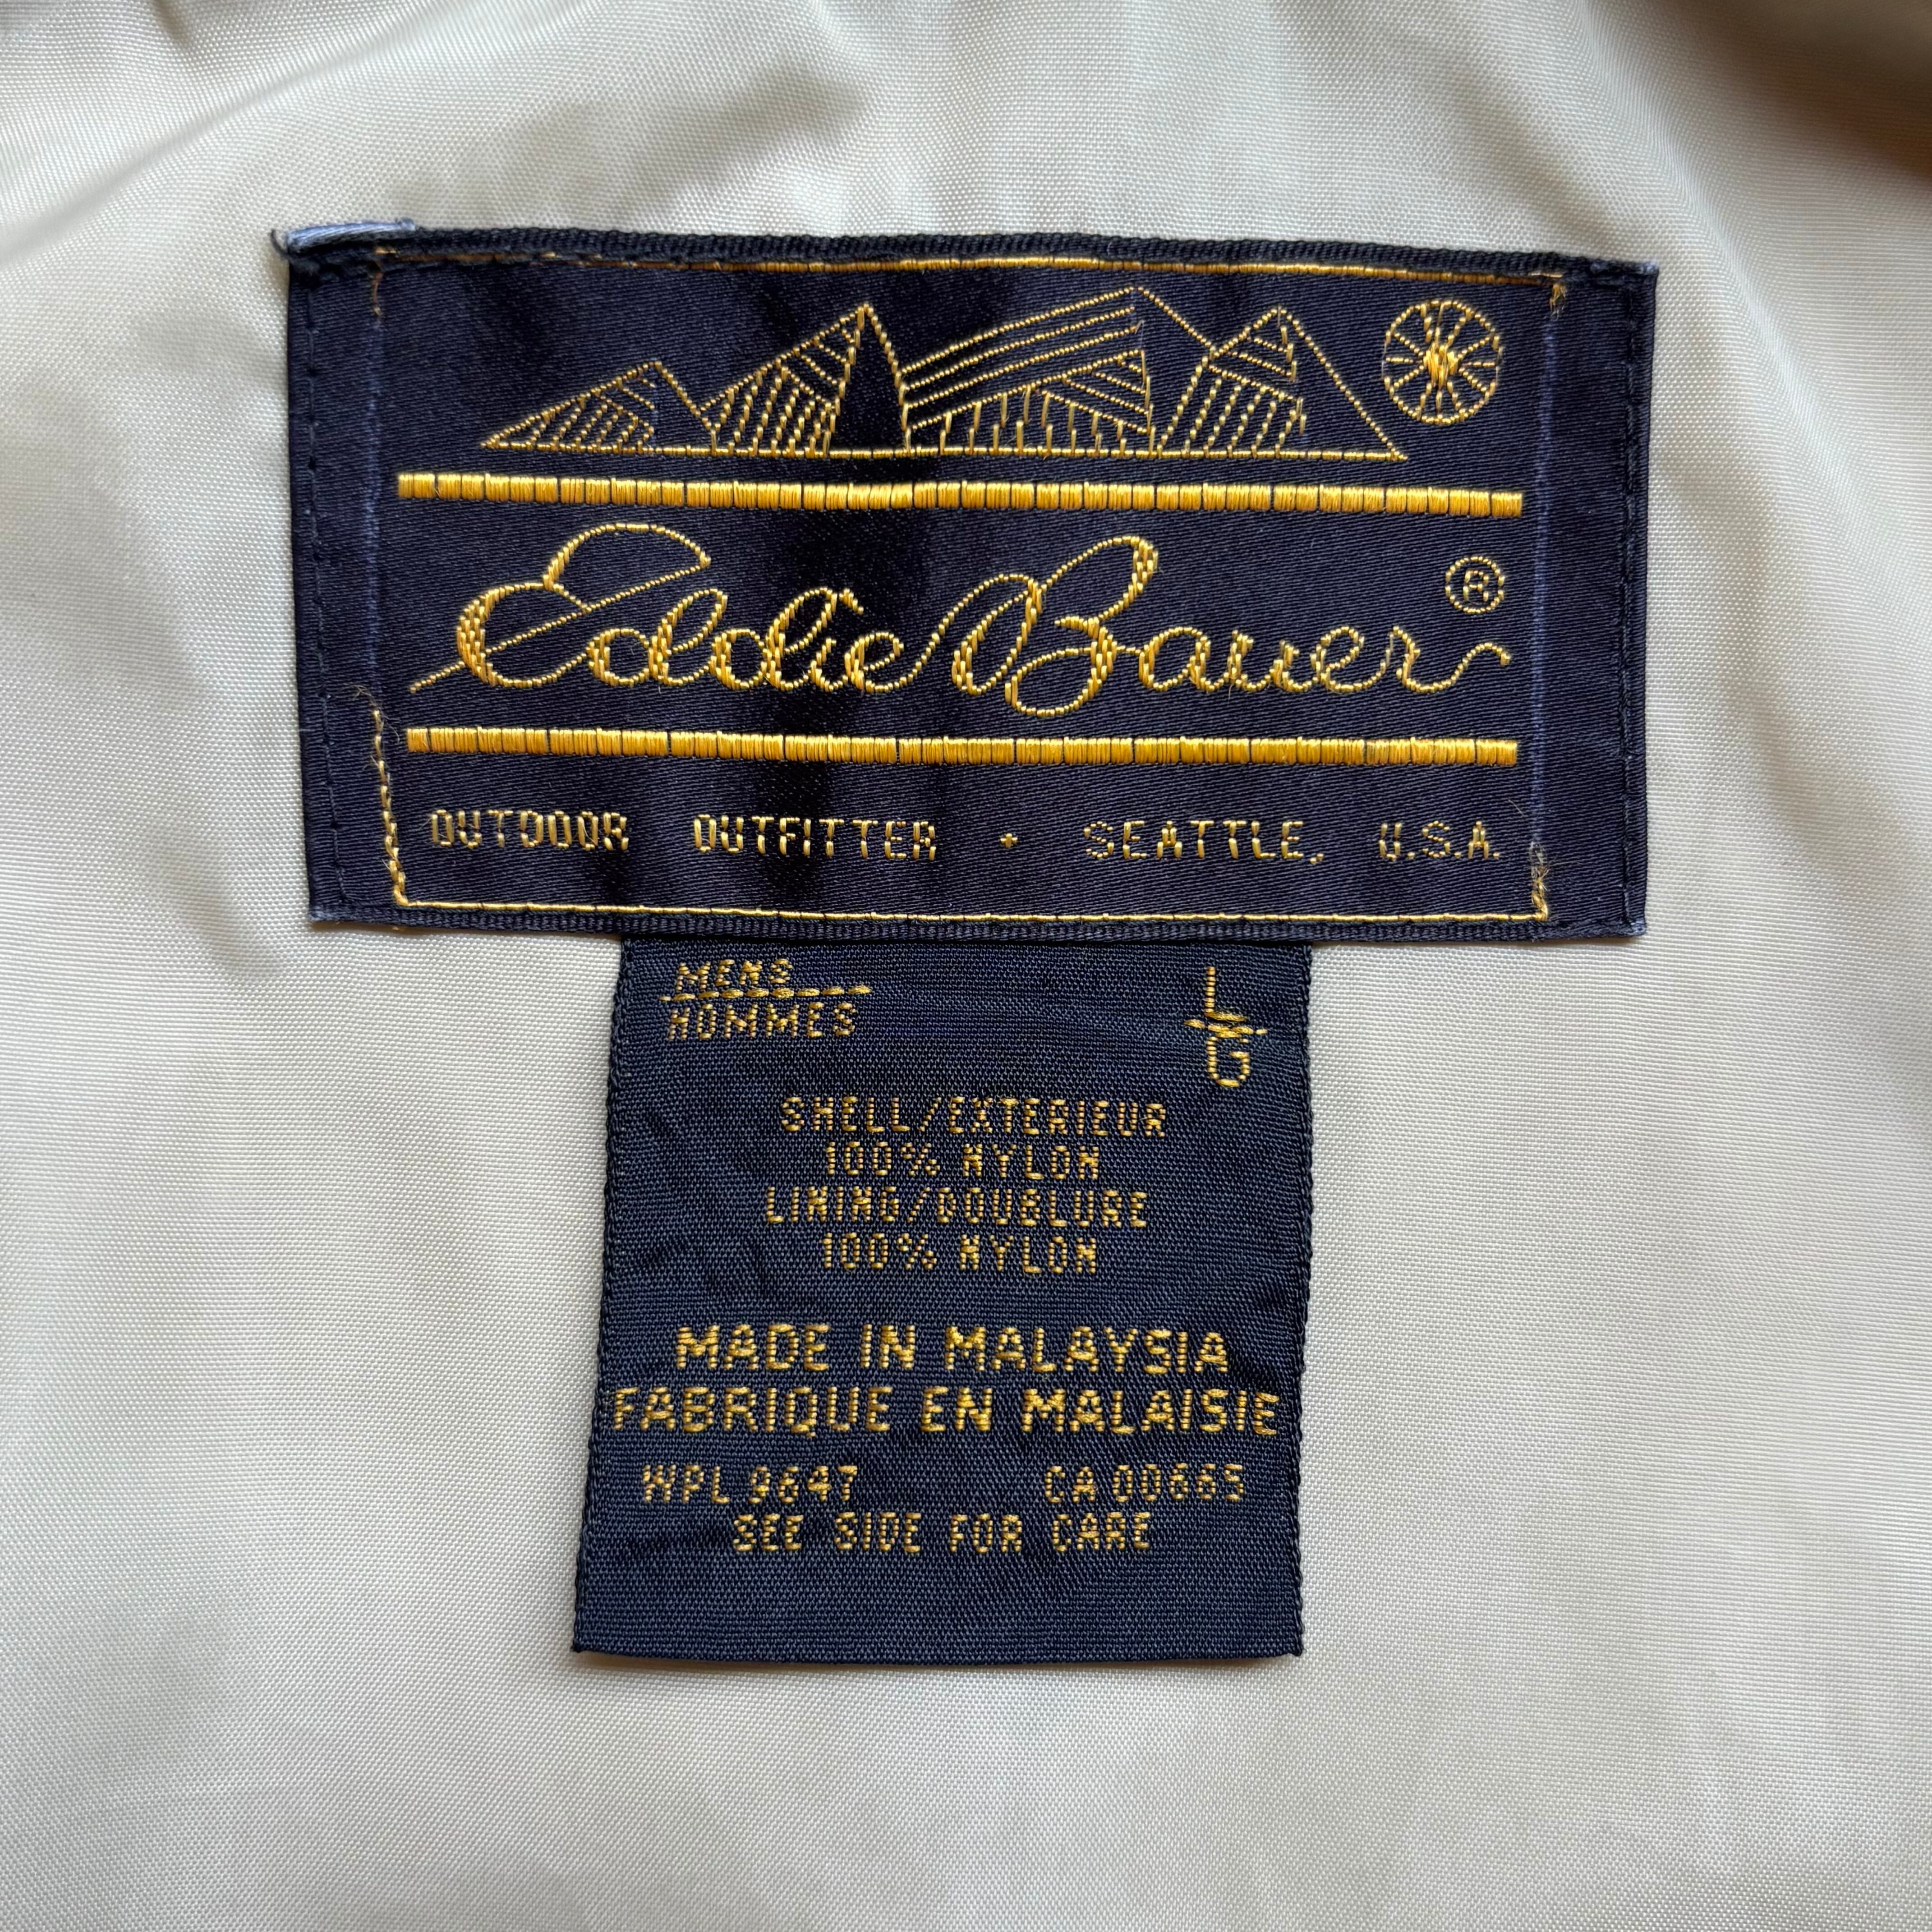 Eddie Bauer ®
OUTDOOR OUTFITTER • SEATTLE, U.S.A.
MENS L
HOMMES G
SHELL/EXTERIEUR
100% NYLON
LINING/DOUBLURE
100% NYLON
MADE IN MALAYSIA
FABRIQUE EN MALAISIE
WPL 9647 CA 00665
SEE SIDE FOR CARE